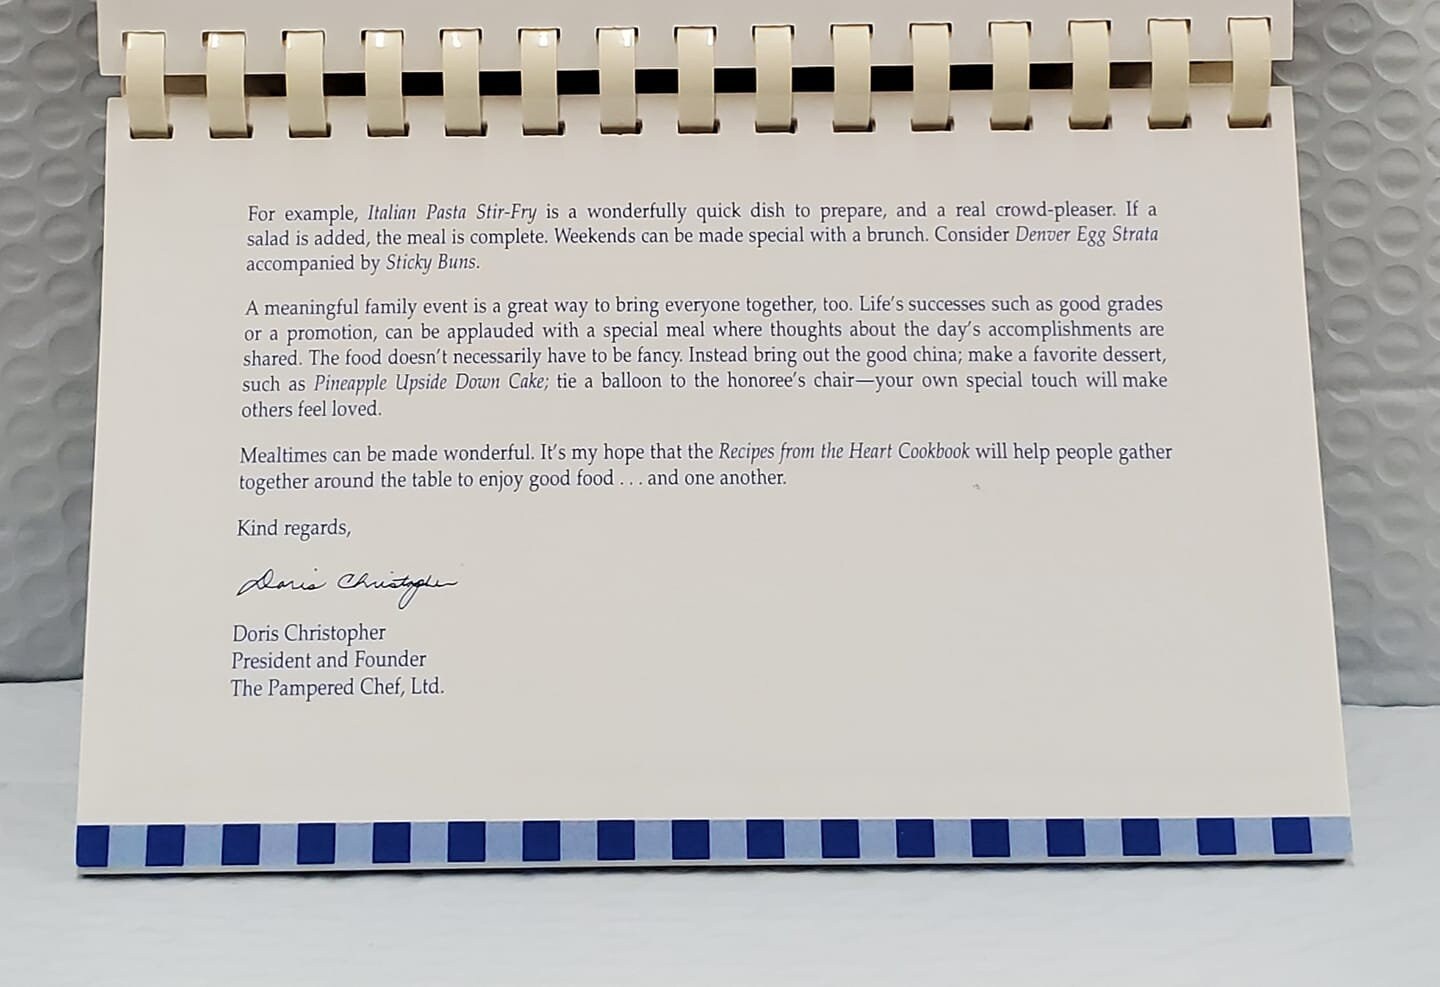 For example, Italian Pasta Stir-Fry is a wonderfully quick dish to prepare, and a real crowd-pleaser. If a
salad is added, the meal is complete. Weekends can be made special with a brunch. Consider Denver Egg Strata
accompanied by Sticky Buns.
A meaningful family event is a great way to bring everyone together, too. Life's successes such as good grades
or a promotion, can be applauded with a special meal where thoughts about the day's accomplishments are
shared. The food doesn't necessarily have to be fancy. Instead bring out the good china; make a favorite dessert,
such as Pineapple Upside Down Cake; tie a balloon to the honoree's chair—your own special touch will make
others feel loved.
Mealtimes can be made wonderful. It's my hope that the Recipes from the Heart Cookbook will help people gather
together around the table to enjoy good food . . . and one another.
Kind regards,
Doris Christopher
Doris Christopher
President and Founder
The Pampered Chef, Ltd.